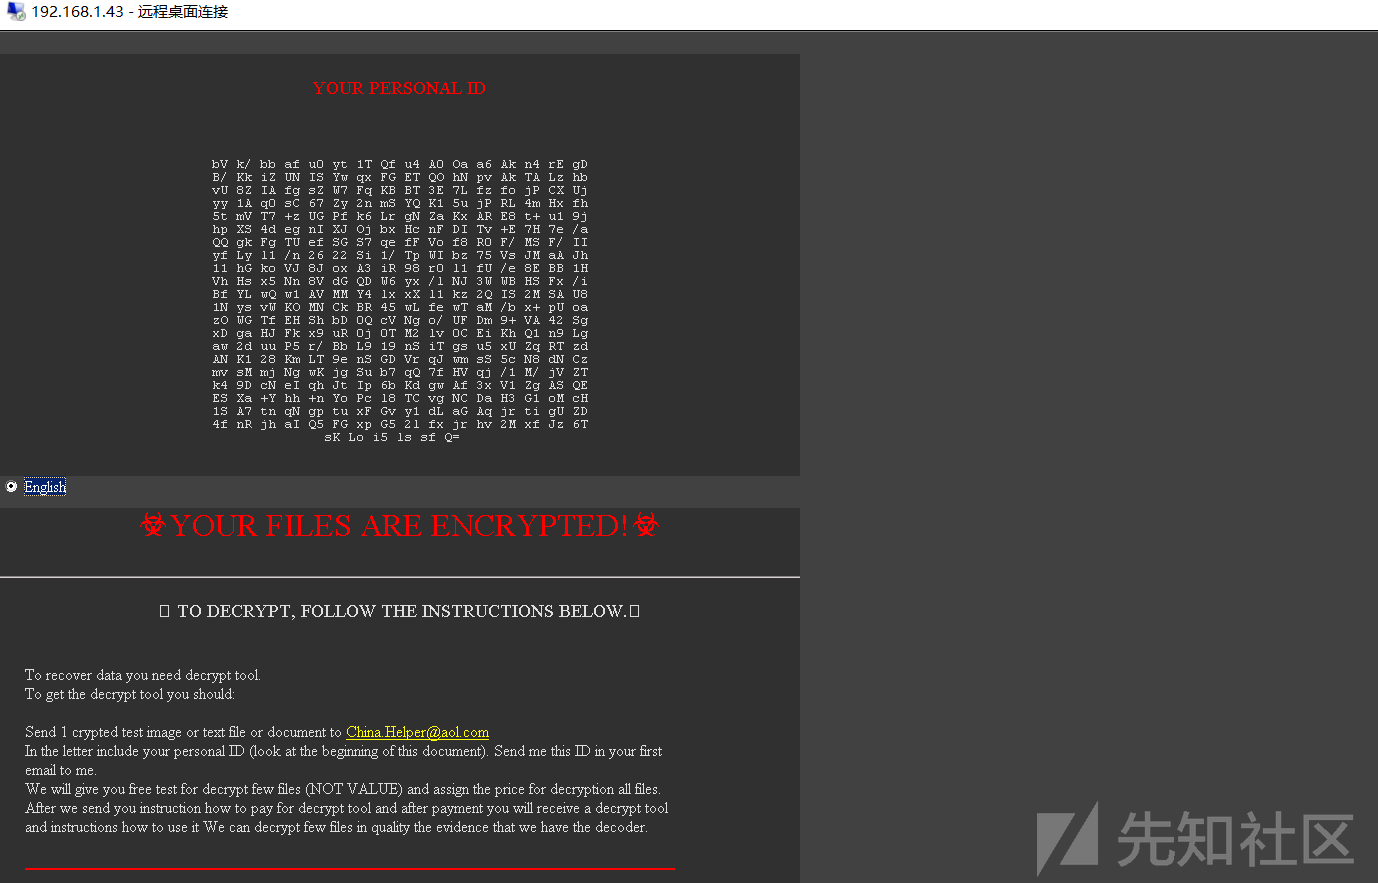 192.168.1.43 - 远程桌面连接
YOUR PERSONAL ID
bV k/ bb af u0 yt 1T Qf u4 A0 Oa a6 Ak n4 rE gD
B/ Kk iZ UN IS Yw qx FG ET QO hN pv Ak TA Lz hb
vU 8Z IA fg sZ W7 Fq KB BT 3E 7L fz fo jP CX Uj
yy 1A q0 sC 67 Zy 2n mS YQ K1 5u jP RL 4m Hx fh
5t mV T7 +z UG Pf k6 Lr gN Za Kx AR E8 t+ u1 9j
hp XS 4d eg nI XJ Oj bx Hc nF DI Tv +E 7H 7e /a
QQ gk Fg TU ef SG S7 qe fF Vo f8 R0 F/ MS F/ II
yf Ly l1 /n 26 22 Si 1/ Tp WI bz 75 Vs JM aA Jh
11 hG ko VJ 8J ox A3 iR 98 r0 l1 fU /e 8E BB 1H
Vh Hs x5 Nn 8V dG QD W6 yx /l NJ 3W WB HS Fx /i
Bf YL wQ w1 AV MM Y4 lx xX l1 kz 2Q IS 2M SA U8
1N ys vW KO MN Ck BR 45 wL fe wT aM /b x+ pU oa
zO WG Tf EH Sh bD 0Q cV Ng o/ UF Dm 9+ VA 42 Sg
xD ga HJ Fk x9 uR 0j 0T M2 lv 0C Ei Kh Q1 n9 Lg
aw 2d uu P5 r/ Bb L9 19 nS iT gs u5 xU Zq RT zd
AN K1 28 Km LT 9e nS GD Vr qJ wm sS 5c N8 dN Cz
mv sM mj Ng wK jg Su b7 qQ 7f HV qj /1 M/ jV ZT
k4 9D cN eI qh Jt Ip 6b Kd gw Af 3x V1 Zg AS QE
ES Xa +Y hh +n Yo Pc l8 TC vg NC Da H3 G1 oM cH
1S A7 tn qN gp tu xF Gv y1 dL aG Aq jr ti gU ZD
4f nR jh aI Q5 FG xp G5 2l fx jr hv 2M xf Jz 6T
sK Lo i5 ls sf Q=
English
YOUR FILES ARE ENCRYPTED!
TO DECRYPT, FOLLOW THE INSTRUCTIONS BELOW.
To recover data you need decrypt tool.
To get the decrypt tool you should:
Send 1 crypted test image or text file or document to China.Helper@aol.com
In the letter include your personal ID (look at the beginning of this document). Send me this ID in your first
email to me.
We will give you free test for decrypt few files (NOT VALUE) and assign the price for decryption all files.
After we send you instruction how to pay for decrypt tool and after payment you will receive a decrypt tool
and instructions how to use it We can decrypt few files in quality the evidence that we have the decoder.
先知社区